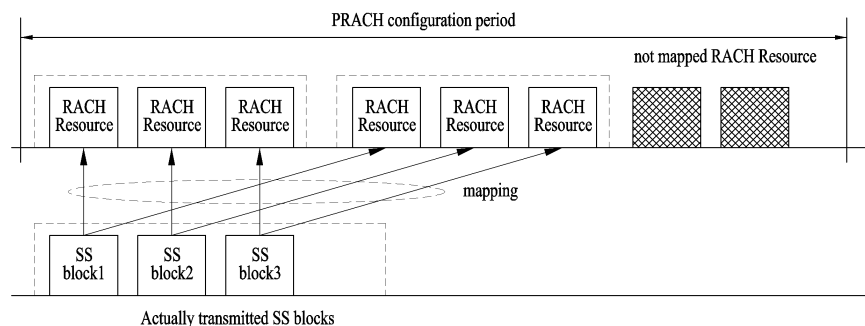 PRACH configuration period
not mapped RACH Resource
RACH
Resource
RACH
Resource
RACH
Resource
RACH
Resource
RACH
Resource
RACH
Resource
mapping
SS
block1
SS
block2
SS
block3
Actually transmitted SS blocks